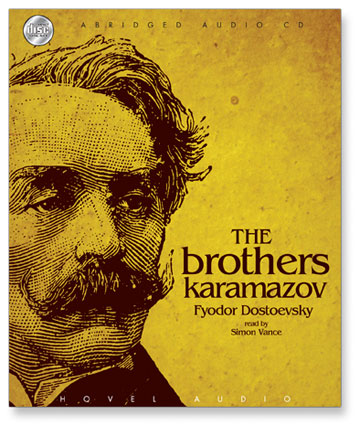 ABRIDGED AUDIO CD
disc
THE
brothers
karamazov
Fyodor Dostoevsky
read by
Simon Vance
HOVEL AUDIO